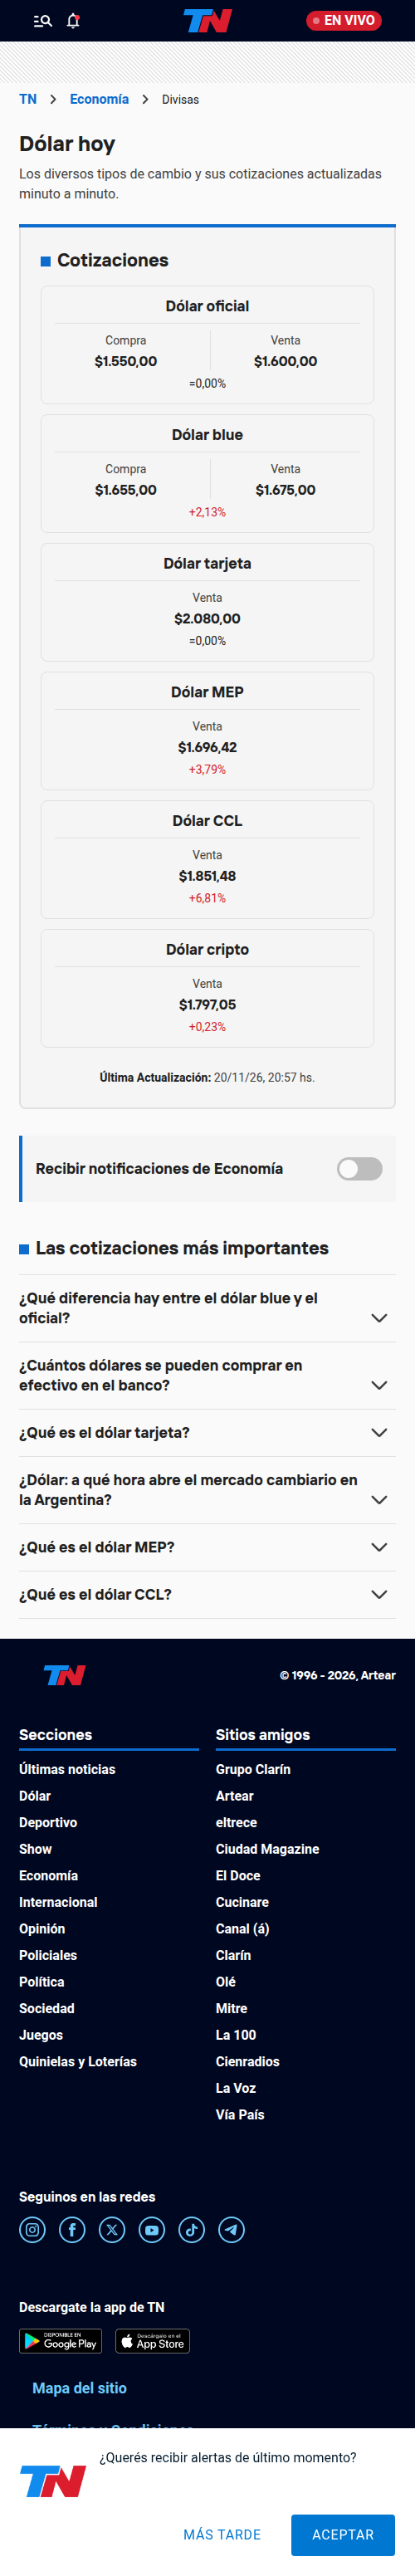 TN
EN VIVO
TN > Economía > Divisas
Dólar hoy
Los diversos tipos de cambio y sus cotizaciones actualizadas
minuto a minuto.
Cotizaciones
Dólar oficial
Compra Venta
$1.550,00 $1.600,00
=0,00%
Dólar blue
Compra Venta
$1.655,00 $1.675,00
+2,13%
Dólar tarjeta
Venta
$2.080,00
=0,00%
Dólar MEP
Venta
$1.696,42
+3,79%
Dólar CCL
Venta
$1.851,48
+6,81%
Dólar cripto
Venta
$1.797,05
+0,23%
Última Actualización: 20/11/26, 20:57 hs.
Recibir notificaciones de Economía
Las cotizaciones más importantes
¿Qué diferencia hay entre el dólar blue y el
oficial?
¿Cuántos dólares se pueden comprar en
efectivo en el banco?
¿Qué es el dólar tarjeta?
¿Dólar: a qué hora abre el mercado cambiario en
la Argentina?
¿Qué es el dólar MEP?
¿Qué es el dólar CCL?
TN
© 1996 - 2026, Artear
Secciones
Últimas noticias
Dólar
Deportivo
Show
Economía
Internacional
Opinión
Policiales
Política
Sociedad
Juegos
Quinielas y Loterías
Sitios amigos
Grupo Clarín
Artear
eltrece
Ciudad Magazine
El Doce
Cucinare
Canal (á)
Clarín
Olé
Mitre
La 100
Cienradios
La Voz
Vía País
Seguinos en las redes
Descargate la app de TN
DISPONIBLE EN
Google Play
Descárgalo en el
App Store
Mapa del sitio
¿Querés recibir alertas de último momento?
TN
MÁS TARDE
ACEPTAR